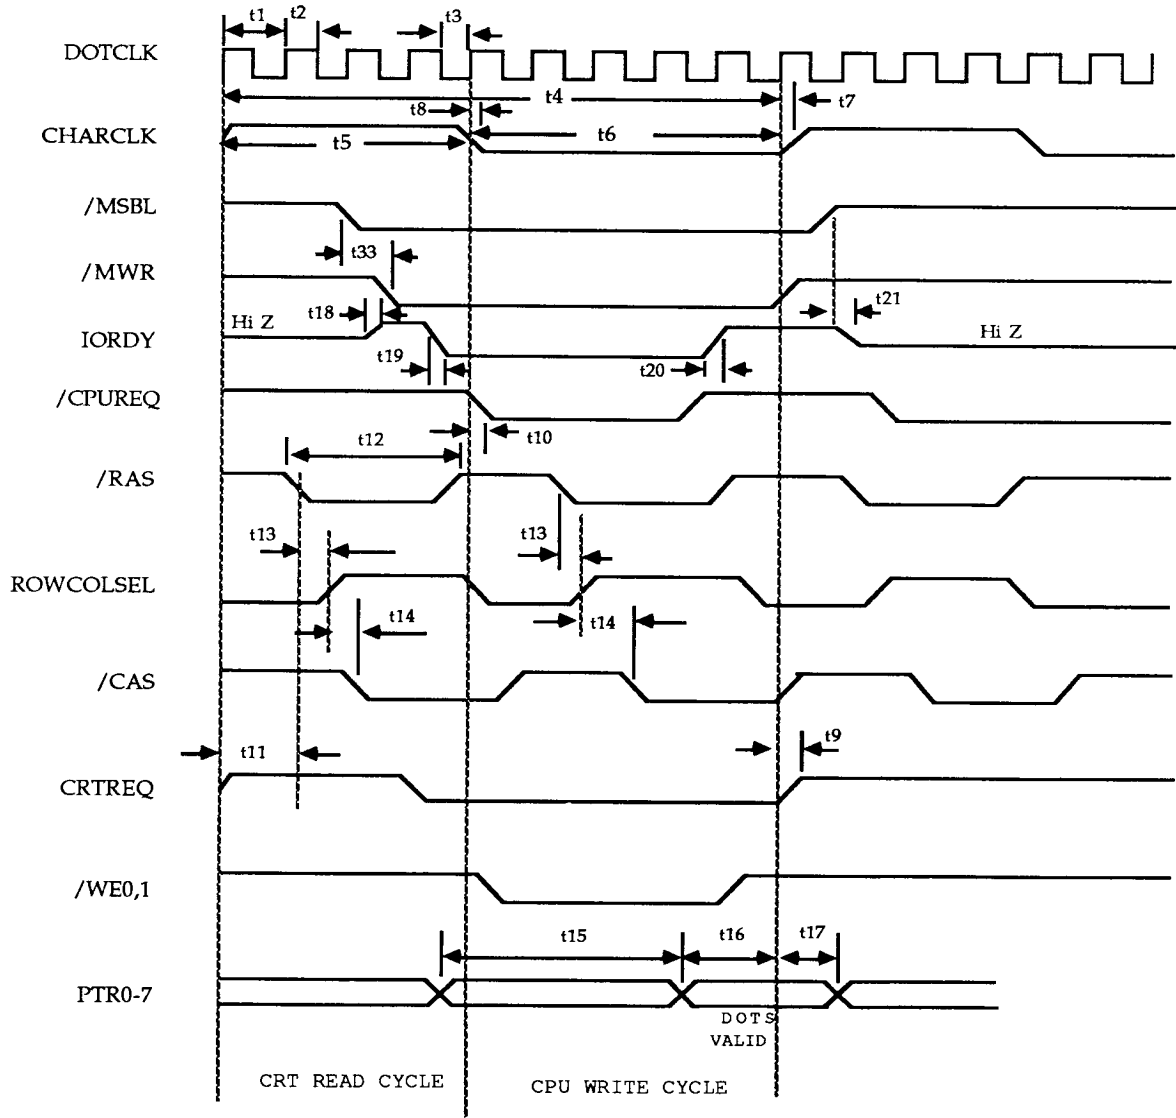 t1 t2 t3
DOTCLK
t4 t7
t8
CHARCLK t5 t6
/MSBL
t33
/MWR
t18 t21
Hi Z Hi Z
IORDY
t19 t20
/CPUREQ
t10
t12
/RAS
t13 t13
ROWCOLSEL
t14 t14
/CAS
t11 t9
CRTREQ
/WE0,1
t15 t16 t17
PTR0-7
DOTS
VALID
CRT READ CYCLE CPU WRITE CYCLE